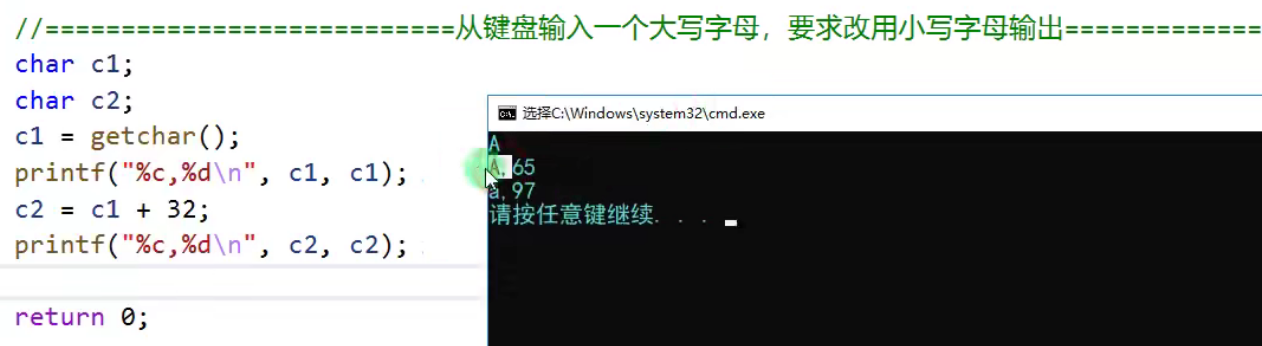 //===========================从键盘输入一个大写字母，要求改用小写字母输出=============
char c1;
char c2;
c1 = getchar();
printf("%c,%d\n", c1, c1);
c2 = c1 + 32;
printf("%c,%d\n", c2, c2);
return 0;
选择C:\Windows\system32\cmd.exe
A
A,65
a,97
请按任意键继续. . .